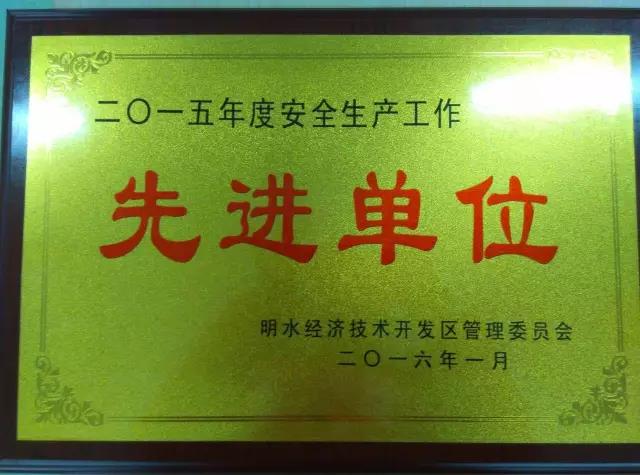 二〇一五年度安全生产工作
先进单位
明水经济技术开发区管理委员会
二〇一六年一月